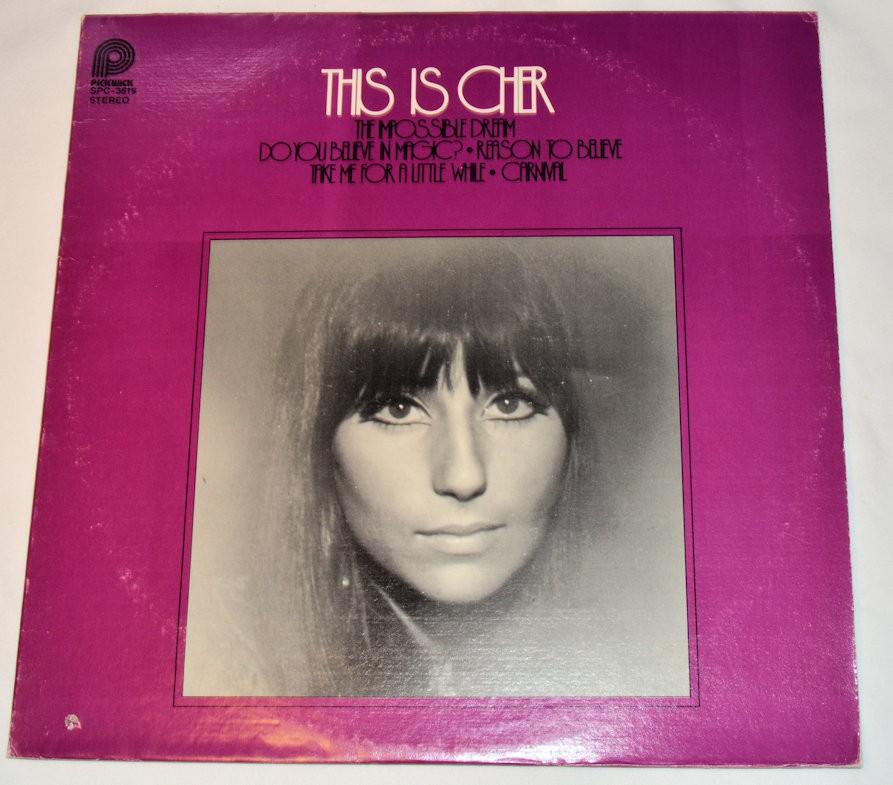 PICKWICK
SPC-3619
STEREO
THIS IS CHER
THE IMPOSSIBLE DREAM
DO YOU BELIEVE IN MAGIC? • REASON TO BELIEVE
TAKE ME FOR A LITTLE WHILE • CARNIVAL